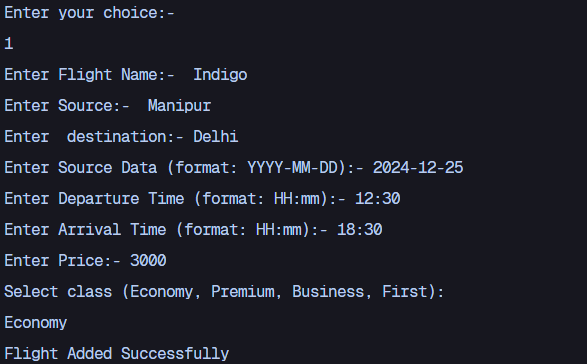 Enter your choice:-
1
Enter Flight Name:-  Indigo
Enter Source:-  Manipur
Enter  destination:- Delhi
Enter Source Data (format: YYYY-MM-DD):- 2024-12-25
Enter Departure Time (format: HH:mm):- 12:30
Enter Arrival Time (format: HH:mm):- 18:30
Enter Price:- 3000
Select class (Economy, Premium, Business, First):
Economy
Flight Added Successfully